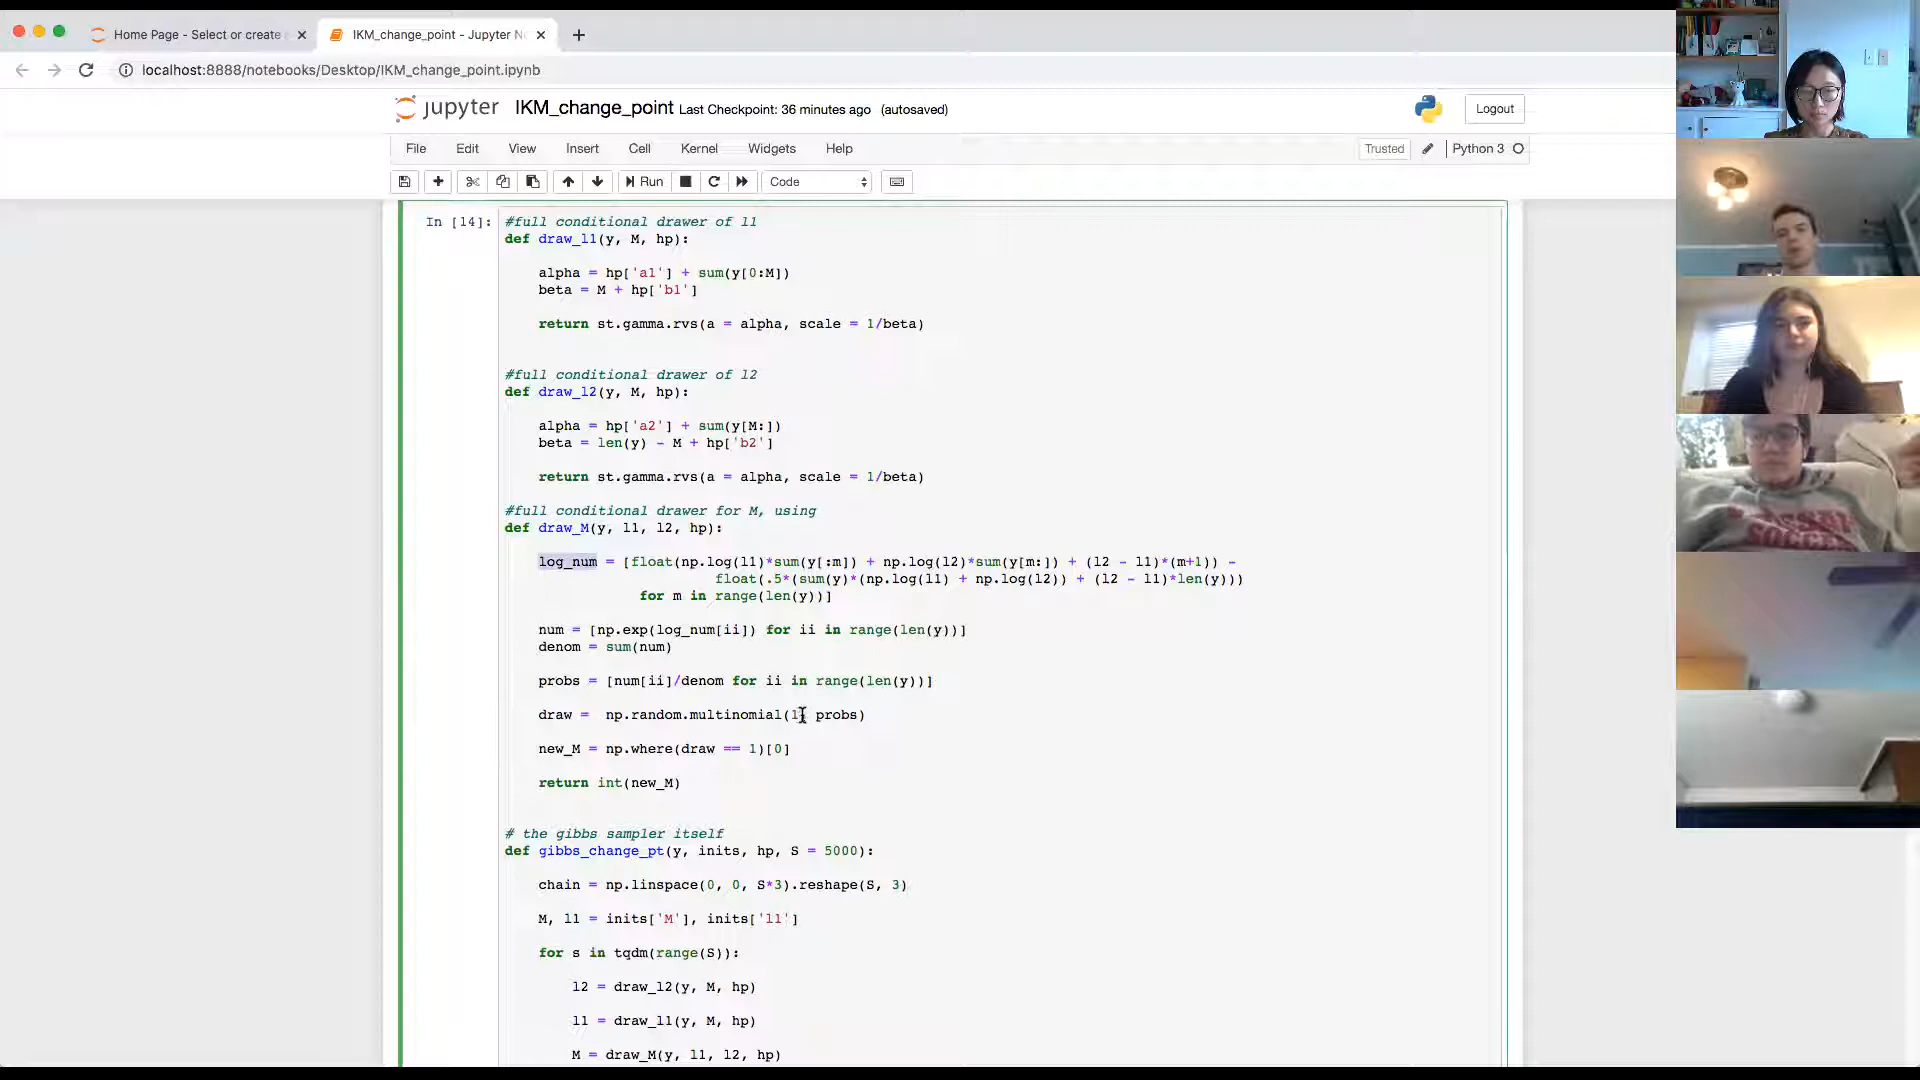 Home Page - Select or create
IKM_change_point - Jupyter N
localhost:8888/notebooks/Desktop/IKM_change_point.ipynb
jupyter IKM_change_point Last Checkpoint: 36 minutes ago (autosaved)
Logout
File Edit View Insert Cell Kernel Widgets Help
Trusted Python 3
Run Code
In [14]:
#full conditional drawer of l1
def draw_l1(y, M, hp):
alpha = hp['a1'] + sum(y[0:M])
beta = M + hp['b1']
return st.gamma.rvs(a = alpha, scale = 1/beta)
#full conditional drawer of l2
def draw_l2(y, M, hp):
alpha = hp['a2'] + sum(y[M:])
beta = len(y) - M + hp['b2']
return st.gamma.rvs(a = alpha, scale = 1/beta)
#full conditional drawer for M, using
def draw_M(y, l1, l2, hp):
log_num = [float(np.log(l1)*sum(y[:m]) + np.log(l2)*sum(y[m:]) + (l2 - l1)*(m+1)) -
float(.5*(sum(y)*(np.log(l1) + np.log(l2)) + (l2 - l1)*len(y)))
for m in range(len(y))]
num = [np.exp(log_num[ii]) for ii in range(len(y))]
denom = sum(num)
probs = [num[ii]/denom for ii in range(len(y))]
draw = np.random.multinomial(1, probs)
new_M = np.where(draw == 1)[0]
return int(new_M)
# the gibbs sampler itself
def gibbs_change_pt(y, inits, hp, S = 5000):
chain = np.linspace(0, 0, S*3).reshape(S, 3)
M, l1 = inits['M'], inits['l1']
for s in tqdm(range(S)):
l2 = draw_l2(y, M, hp)
l1 = draw_l1(y, M, hp)
M = draw_M(y, l1, l2, hp)